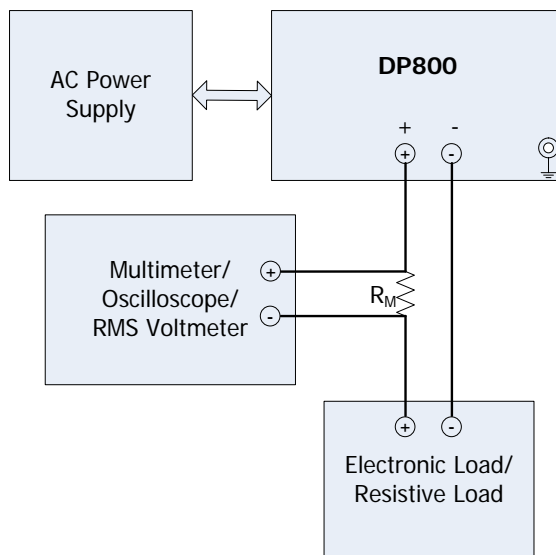 AC Power
Supply
DP800
+ -
+ -
Multimeter/
Oscilloscope/
RMS Voltmeter
+
-
RM
+ -
Electronic Load/
Resistive Load